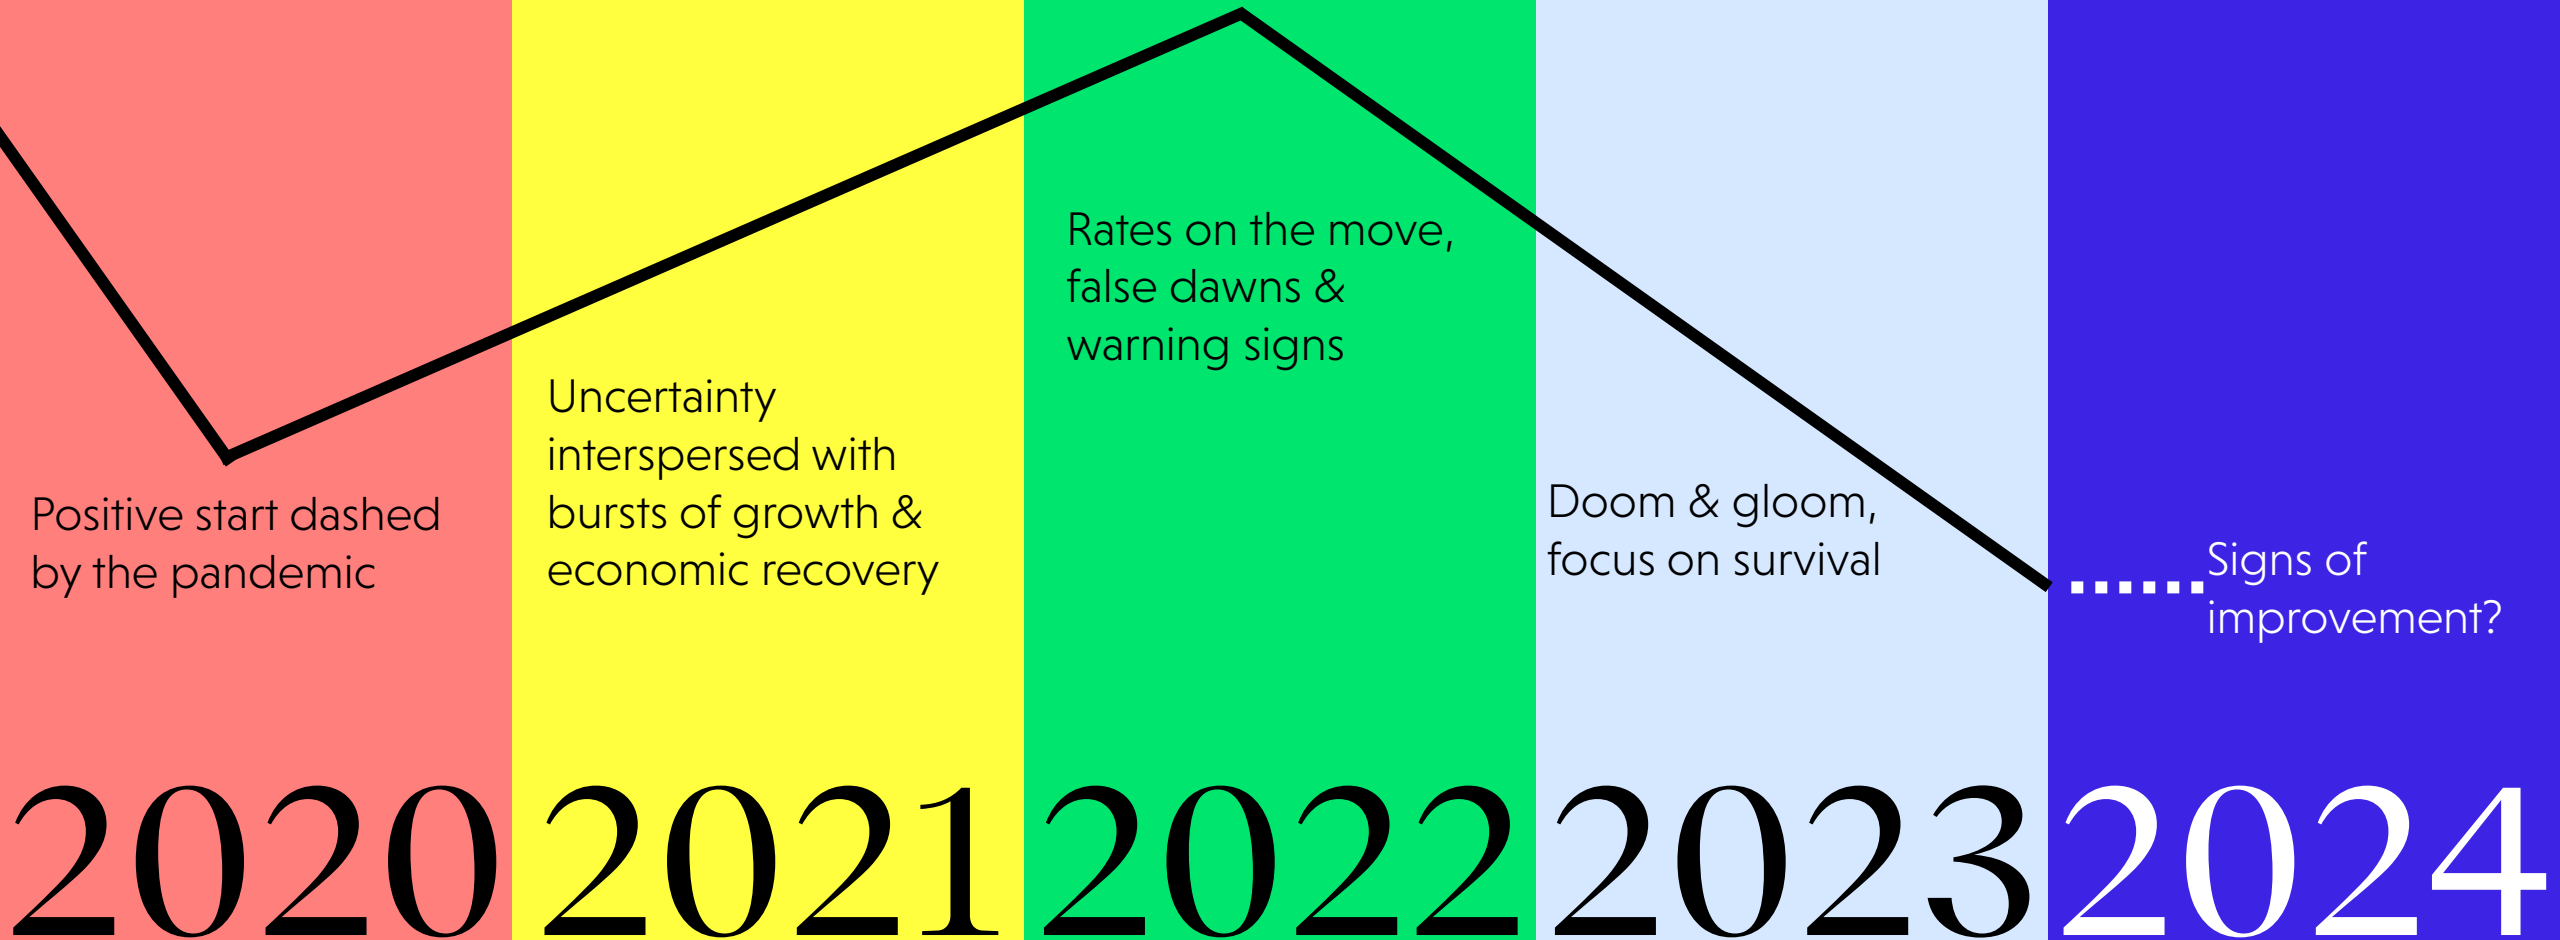 Positive start dashed
by the pandemic
2020
Uncertainty
interspersed with
bursts of growth &
economic recovery
2021
Rates on the move,
false dawns &
warning signs
2022
Doom & gloom,
focus on survival
2023
Signs of
improvement?
2024